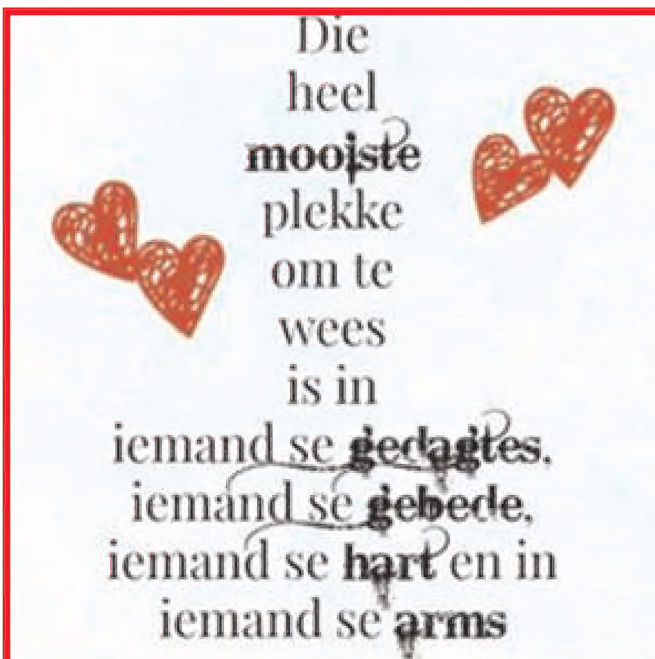 Die
heel
mooiste
plekke
om te
wees
is in
iemand se gedagtes,
iemand se gebede,
iemand se hart en in
iemand se arms